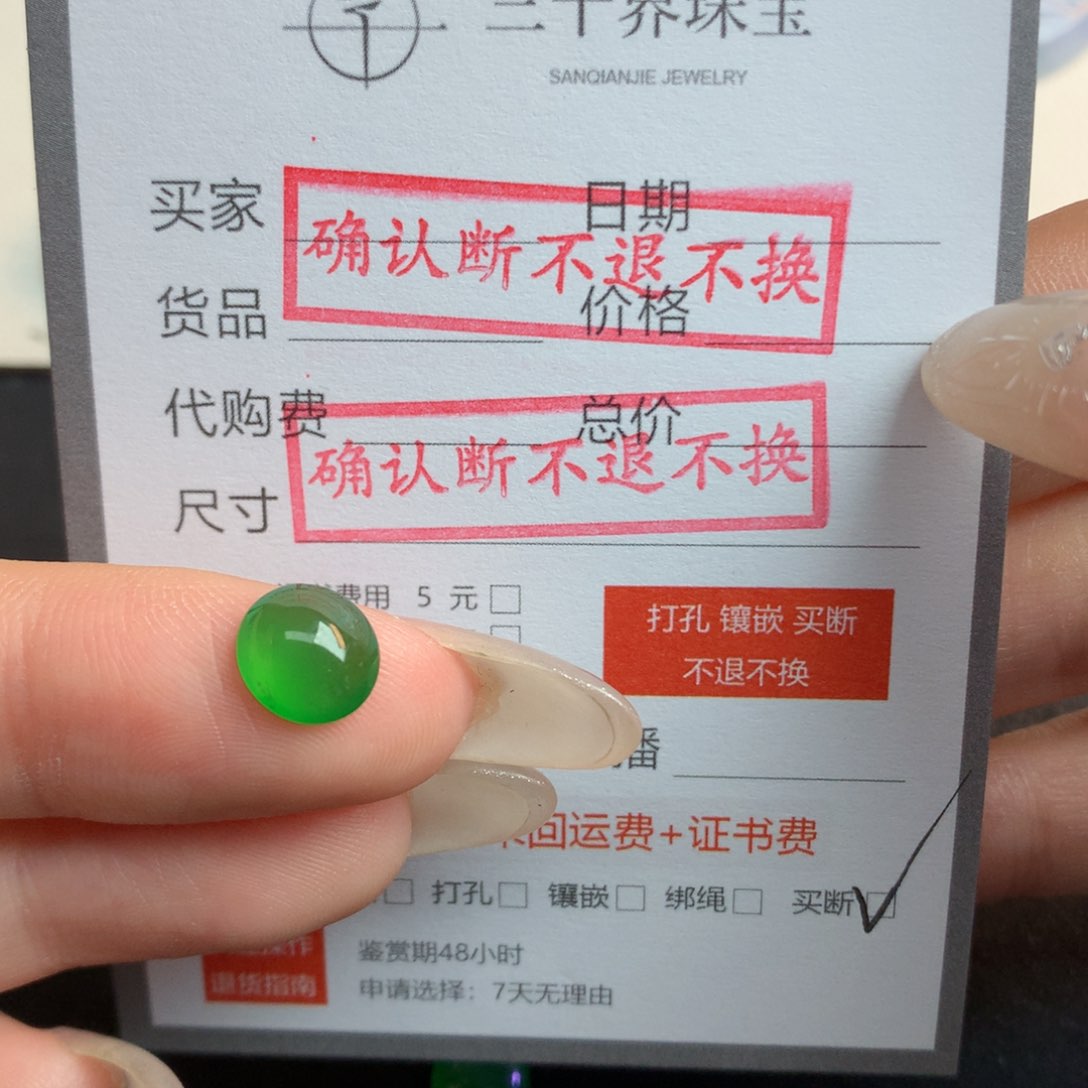 三千界珠宝
SANQIANJIE JEWELRY
买家 日期
确认断不退不换
货品 价格
代购费 总价
确认断不退不换
尺寸
费用 5 元
打孔 镶嵌 买断
不退不换
播
来回运费+证书费
打孔 镶嵌 绑绳 买断
鉴赏期48小时
退货指南
申请选择：7天无理由